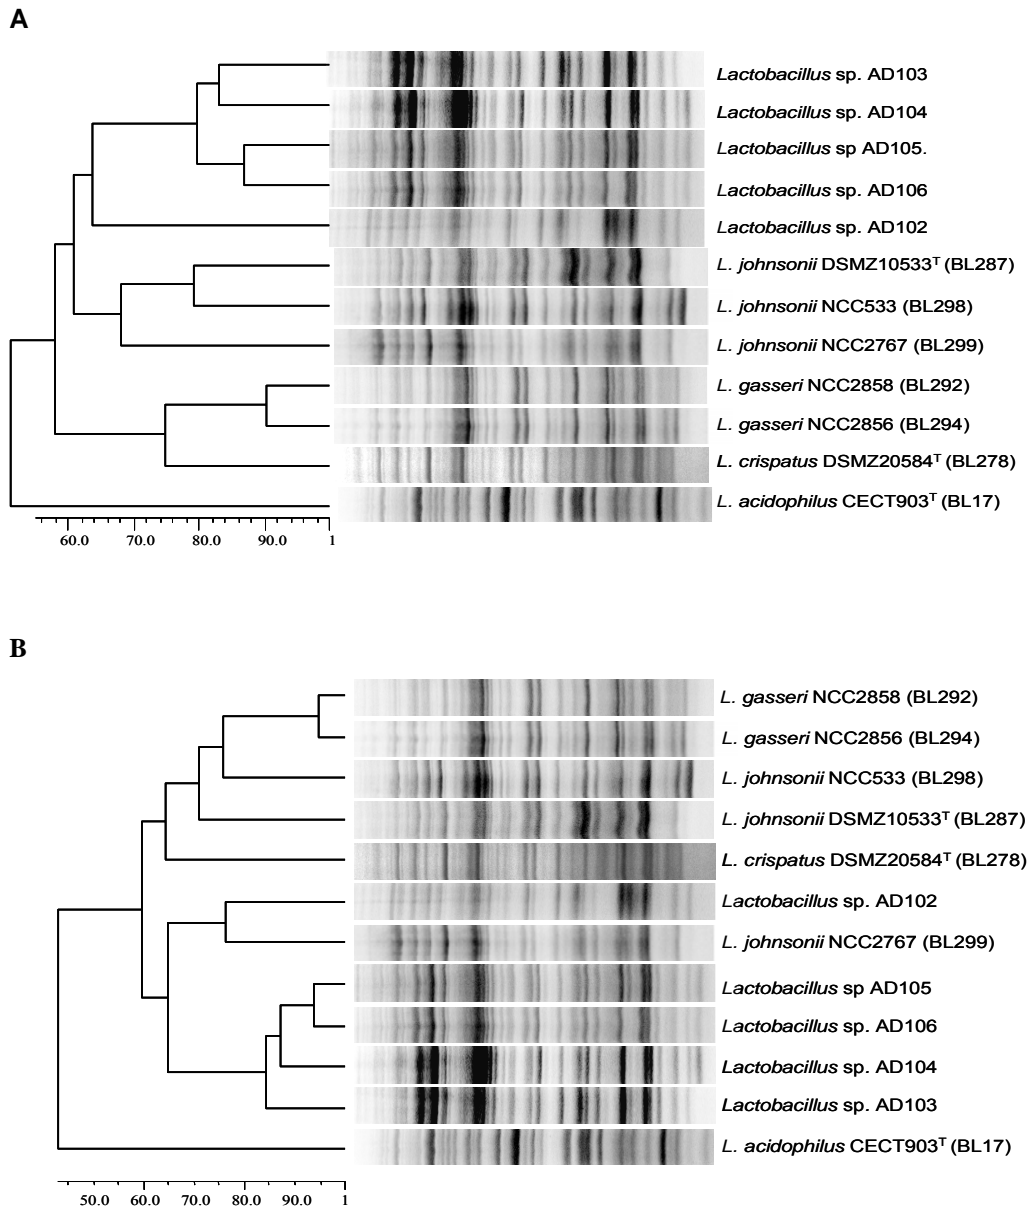 A
Lactobacillus sp. AD103
Lactobacillus sp. AD104
Lactobacillus sp AD105.
Lactobacillus sp. AD106
Lactobacillus sp. AD102
L. johnsonii DSMZ10533ᵀ (BL287)
L. johnsonii NCC533 (BL298)
L. johnsonii NCC2767 (BL299)
L. gasseri NCC2858 (BL292)
L. gasseri NCC2856 (BL294)
L. crispatus DSMZ20584ᵀ (BL278)
L. acidophilus CECT903ᵀ (BL17)
60.0 70.0 80.0 90.0 1
B
L. gasseri NCC2858 (BL292)
L. gasseri NCC2856 (BL294)
L. johnsonii NCC533 (BL298)
L. johnsonii DSMZ10533ᵀ (BL287)
L. crispatus DSMZ20584ᵀ (BL278)
Lactobacillus sp. AD102
L. johnsonii NCC2767 (BL299)
Lactobacillus sp AD105
Lactobacillus sp. AD106
Lactobacillus sp. AD104
Lactobacillus sp. AD103
L. acidophilus CECT903ᵀ (BL17)
50.0 60.0 70.0 80.0 90.0 1